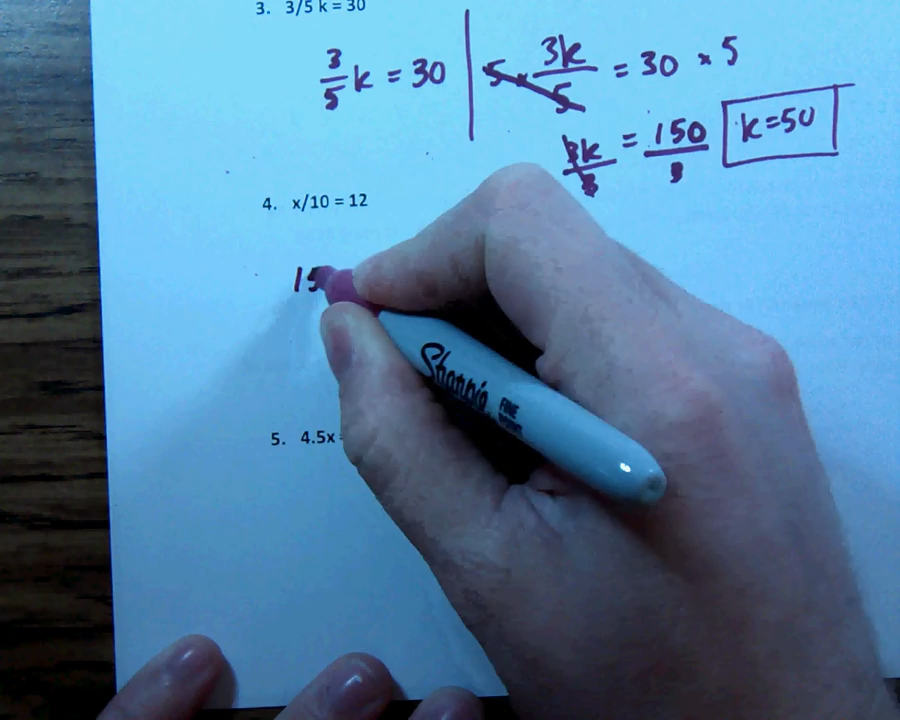 3. 3/5 k = 30
3/5 k = 30
5 × 3k/5 = 30 × 5
3k/3 = 150/3
k=50
4. x/10 = 12
Sharpie
FINE
POINT
5. 4.5x =